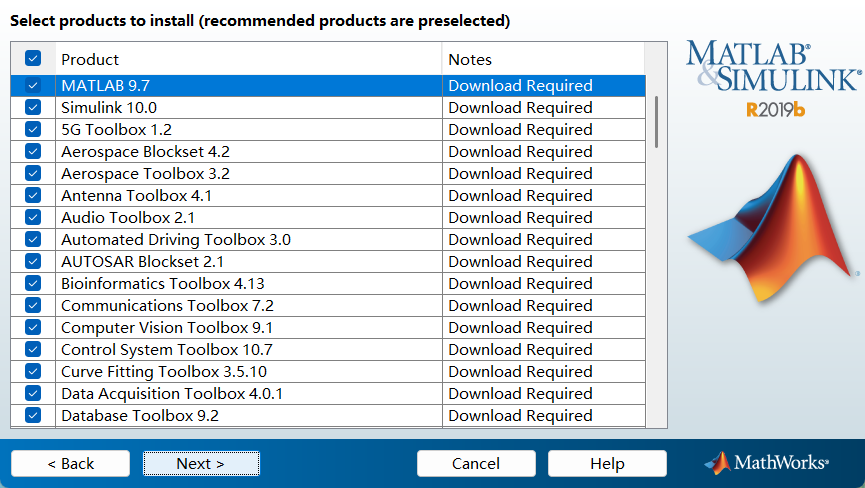 Select products to install (recommended products are preselected)
Product Notes
MATLAB 9.7 Download Required
Simulink 10.0 Download Required
5G Toolbox 1.2 Download Required
Aerospace Blockset 4.2 Download Required
Aerospace Toolbox 3.2 Download Required
Antenna Toolbox 4.1 Download Required
Audio Toolbox 2.1 Download Required
Automated Driving Toolbox 3.0 Download Required
AUTOSAR Blockset 2.1 Download Required
Bioinformatics Toolbox 4.13 Download Required
Communications Toolbox 7.2 Download Required
Computer Vision Toolbox 9.1 Download Required
Control System Toolbox 10.7 Download Required
Curve Fitting Toolbox 3.5.10 Download Required
Data Acquisition Toolbox 4.0.1 Download Required
Database Toolbox 9.2 Download Required
MATLAB®
&SIMULINK®
R2019b
®
< Back Next > Cancel Help
MathWorks®